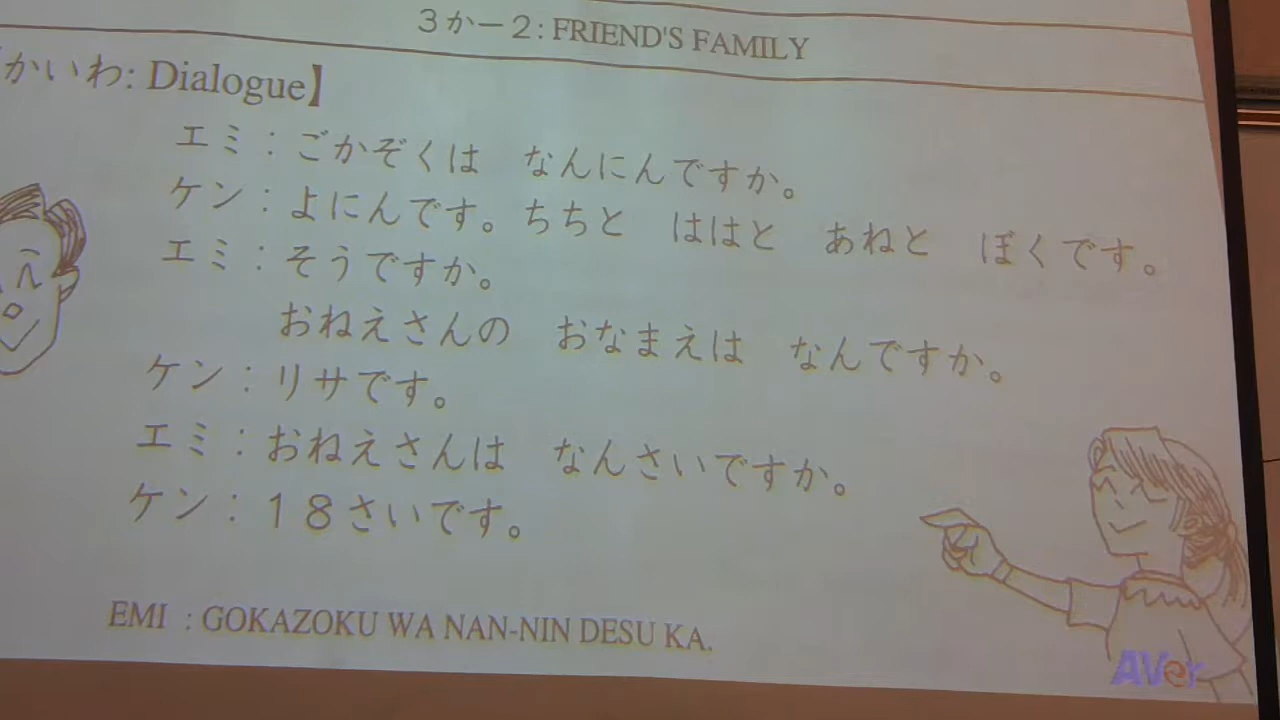 ３かー２: FRIEND'S FAMILY
かいわ: Dialogue】
エミ：ごかぞくは　なんにんですか。
ケン：よにんです。ちちと　ははと　あねと　ぼくです。
エミ：そうですか。
おねえさんの　おなまえは　なんですか。
ケン：リサです。
エミ：おねえさんは　なんさいですか。
ケン：１８さいです。
EMI : GOKAZOKU WA NAN-NIN DESU KA.
AVer